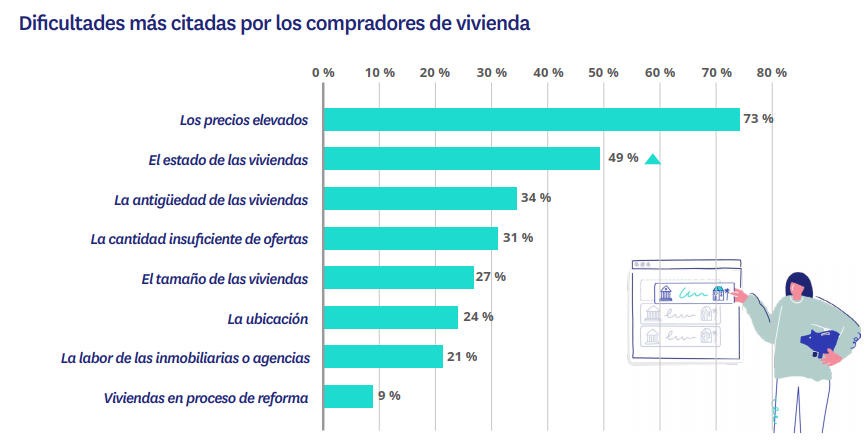 Dificultades más citadas por los compradores de vivienda
0 % 10 % 20 % 30 % 40 % 50 % 60 % 70 % 80 %
Los precios elevados 73 %
El estado de las viviendas 49 %
La antigüedad de las viviendas 34 %
La cantidad insuficiente de ofertas 31 %
El tamaño de las viviendas 27 %
La ubicación 24 %
La labor de las inmobiliarias o agencias 21 %
Viviendas en proceso de reforma 9 %